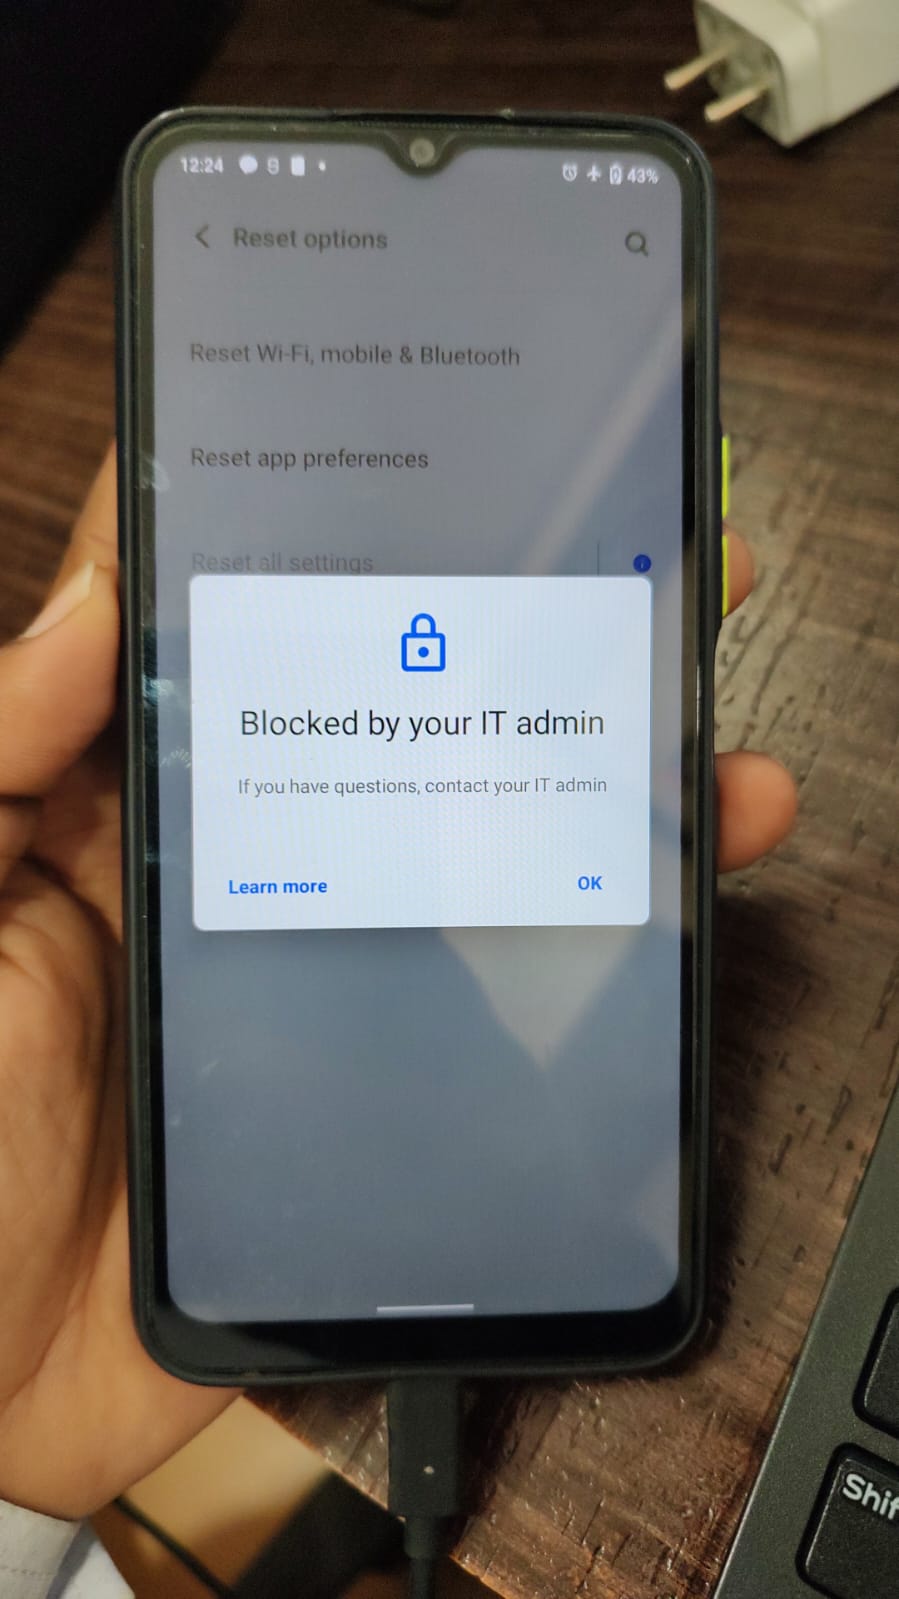 12:24 43%
Reset options
Reset Wi-Fi, mobile & Bluetooth
Reset app preferences
Reset all settings
Blocked by your IT admin
If you have questions, contact your IT admin
Learn more OK
Shif